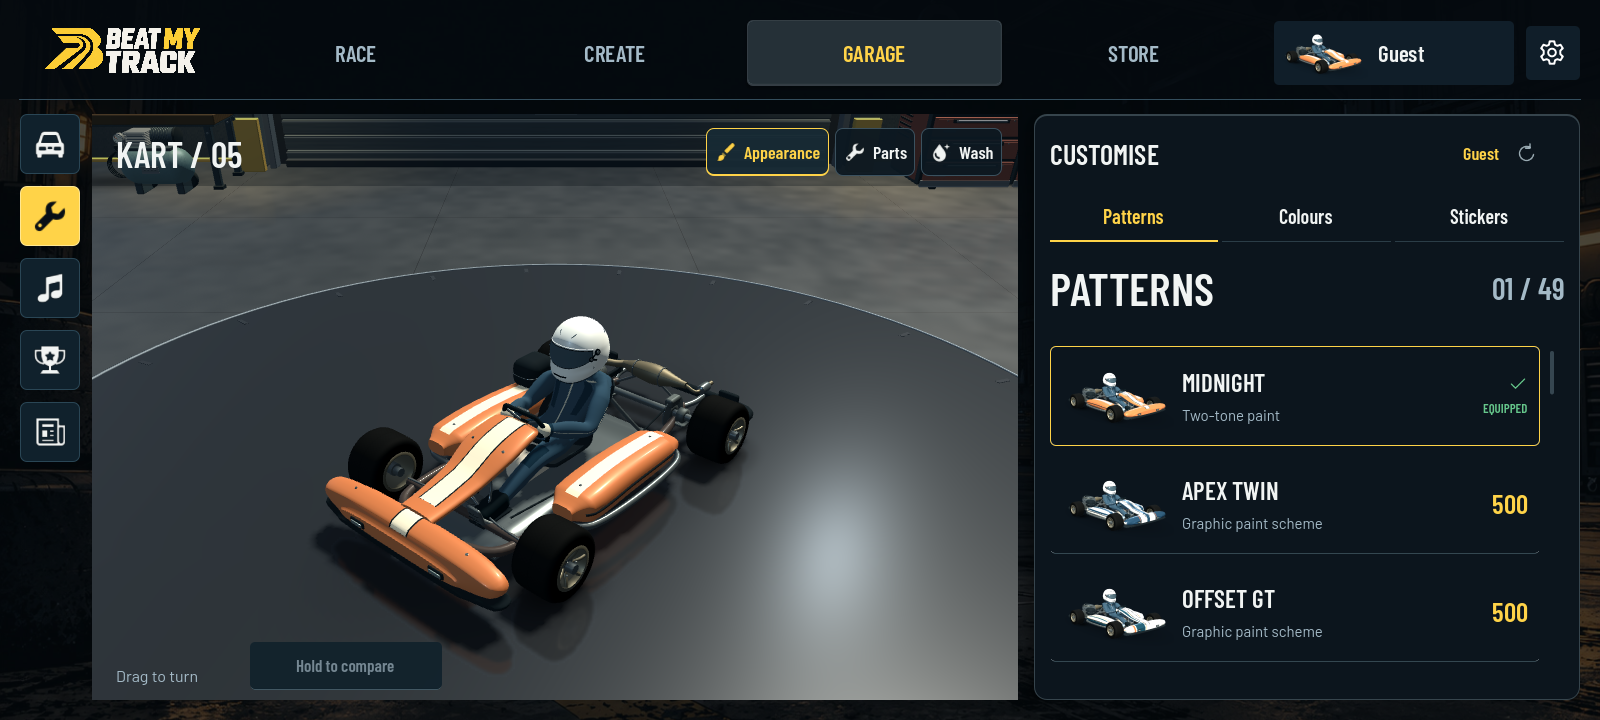 BEAT MY
TRACK
RACE
CREATE
GARAGE
STORE
Guest
KART / 05
Appearance
Parts
Wash
Drag to turn
Hold to compare
CUSTOMISE
Guest
Patterns
Colours
Stickers
PATTERNS
01 / 49
MIDNIGHT
Two-tone paint
EQUIPPED
APEX TWIN
Graphic paint scheme
500
OFFSET GT
Graphic paint scheme
500